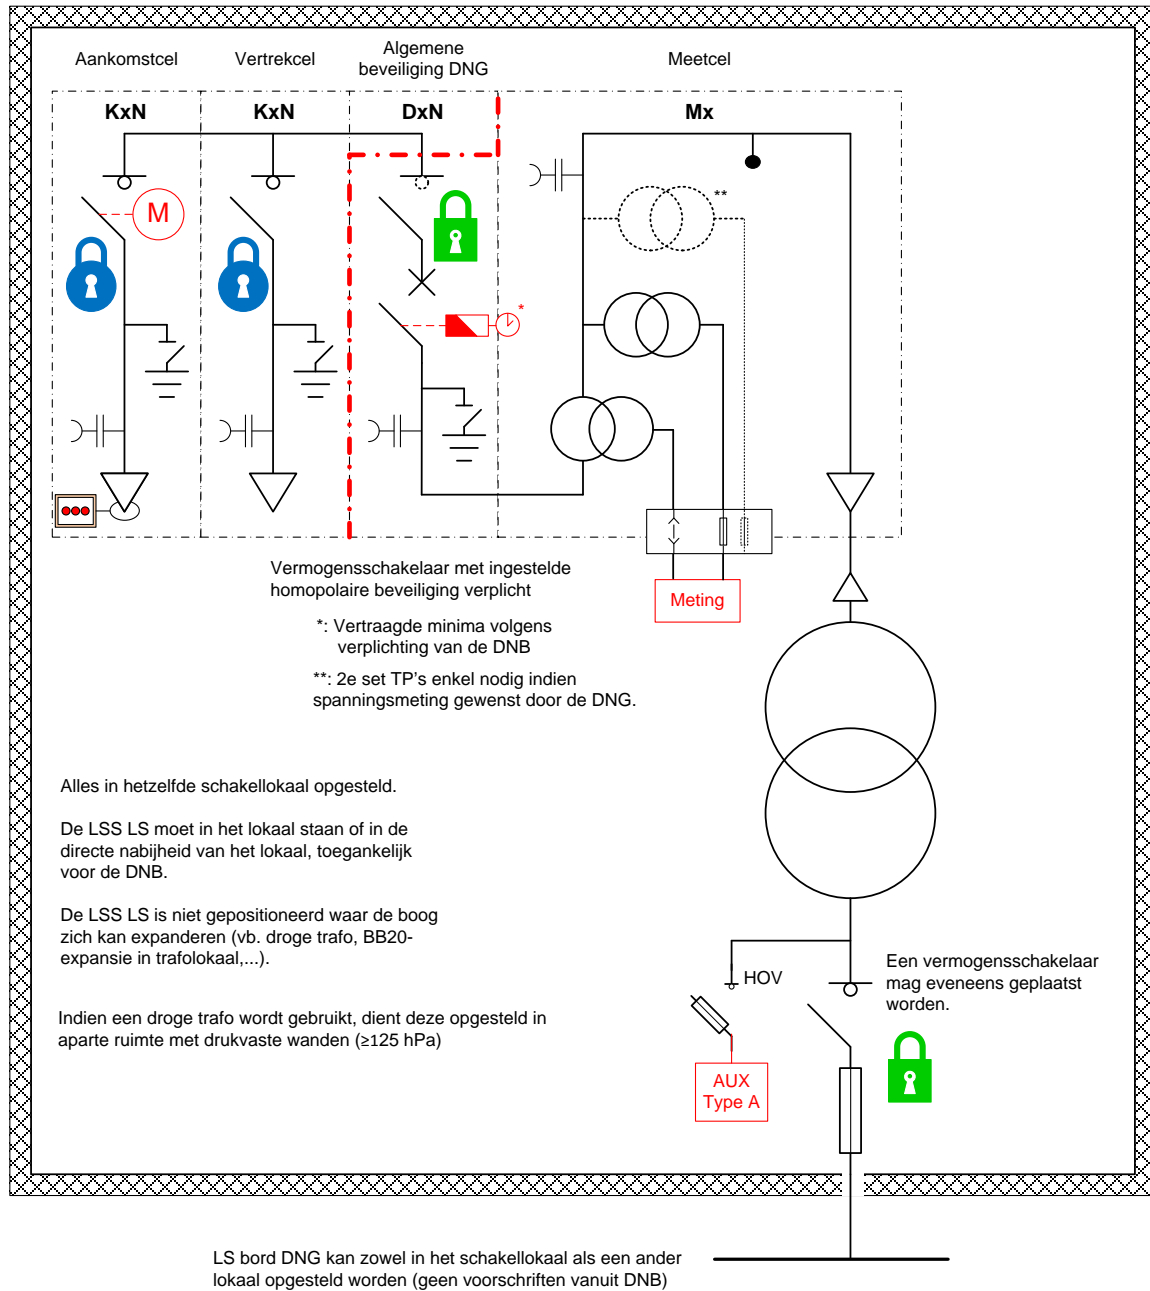 Aankomstcel
Vertrekcel
Algemene
beveiliging DNG
Meetcel
KxN
KxN
DxN
Mx
M
**
*
Meting
Vermogensschakelaar met ingestelde
homopolaire beveiliging verplicht
*: Vertraagde minima volgens
verplichting van de DNB
**: 2e set TP's enkel nodig indien
spanningsmeting gewenst door de DNG.
Alles in hetzelfde schakellokaal opgesteld.
De LSS LS moet in het lokaal staan of in de
directe nabijheid van het lokaal, toegankelijk
voor de DNB.
De LSS LS is niet gepositioneerd waar de boog
zich kan expanderen (vb. droge trafo, BB20-
expansie in trafolokaal,...).
Indien een droge trafo wordt gebruikt, dient deze opgesteld in
aparte ruimte met drukvaste wanden (≥125 hPa)
HOV
Een vermogensschakelaar
mag eveneens geplaatst
worden.
AUX
Type A
LS bord DNG kan zowel in het schakellokaal als een ander
lokaal opgesteld worden (geen voorschriften vanuit DNB)